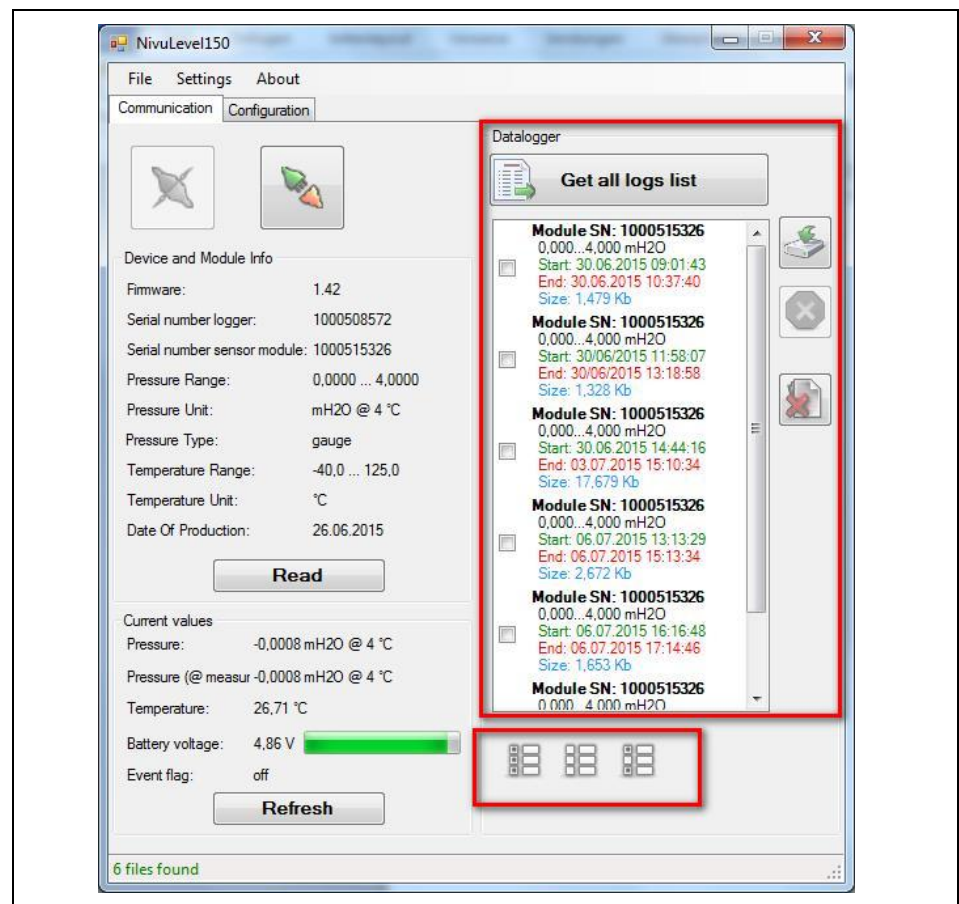 NivuLevel150
File Settings About
Communication Configuration
Device and Module Info
Firmware: 1.42
Serial number logger: 1000508572
Serial number sensor module: 1000515326
Pressure Range: 0,0000 ... 4,0000
Pressure Unit: mH2O @ 4 °C
Pressure Type: gauge
Temperature Range: -40,0 ... 125,0
Temperature Unit: °C
Date Of Production: 26.06.2015
Read
Current values
Pressure: -0,0008 mH2O @ 4 °C
Pressure (@ measur -0,0008 mH2O @ 4 °C
Temperature: 26,71 °C
Battery voltage: 4,86 V
Event flag: off
Refresh
Datalogger
Get all logs list
Module SN: 1000515326
0,000...4,000 mH2O
Start: 30.06.2015 09:01:43
End: 30.06.2015 10:37:40
Size: 1,479 Kb
Module SN: 1000515326
0,000...4,000 mH2O
Start: 30/06/2015 11:58:07
End: 30/06/2015 13:18:58
Size: 1,328 Kb
Module SN: 1000515326
0,000...4,000 mH2O
Start: 30.06.2015 14:44:16
End: 03.07.2015 15:10:34
Size: 17,679 Kb
Module SN: 1000515326
0,000...4,000 mH2O
Start: 06.07.2015 13:13:29
End: 06.07.2015 15:13:34
Size: 2,672 Kb
Module SN: 1000515326
0,000...4,000 mH2O
Start: 06.07.2015 16:16:48
End: 06.07.2015 17:14:46
Size: 1,653 Kb
Module SN: 1000515326
0,000...4,000 mH2O
6 files found